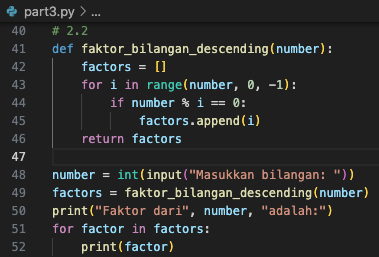 part3.py > ...
40 # 2.2
41 def faktor_bilangan_descending(number):
42     factors = []
43     for i in range(number, 0, -1):
44         if number % i == 0:
45             factors.append(i)
46     return factors
47
48 number = int(input("Masukkan bilangan: "))
49 factors = faktor_bilangan_descending(number)
50 print("Faktor dari", number, "adalah:")
51 for factor in factors:
52     print(factor)